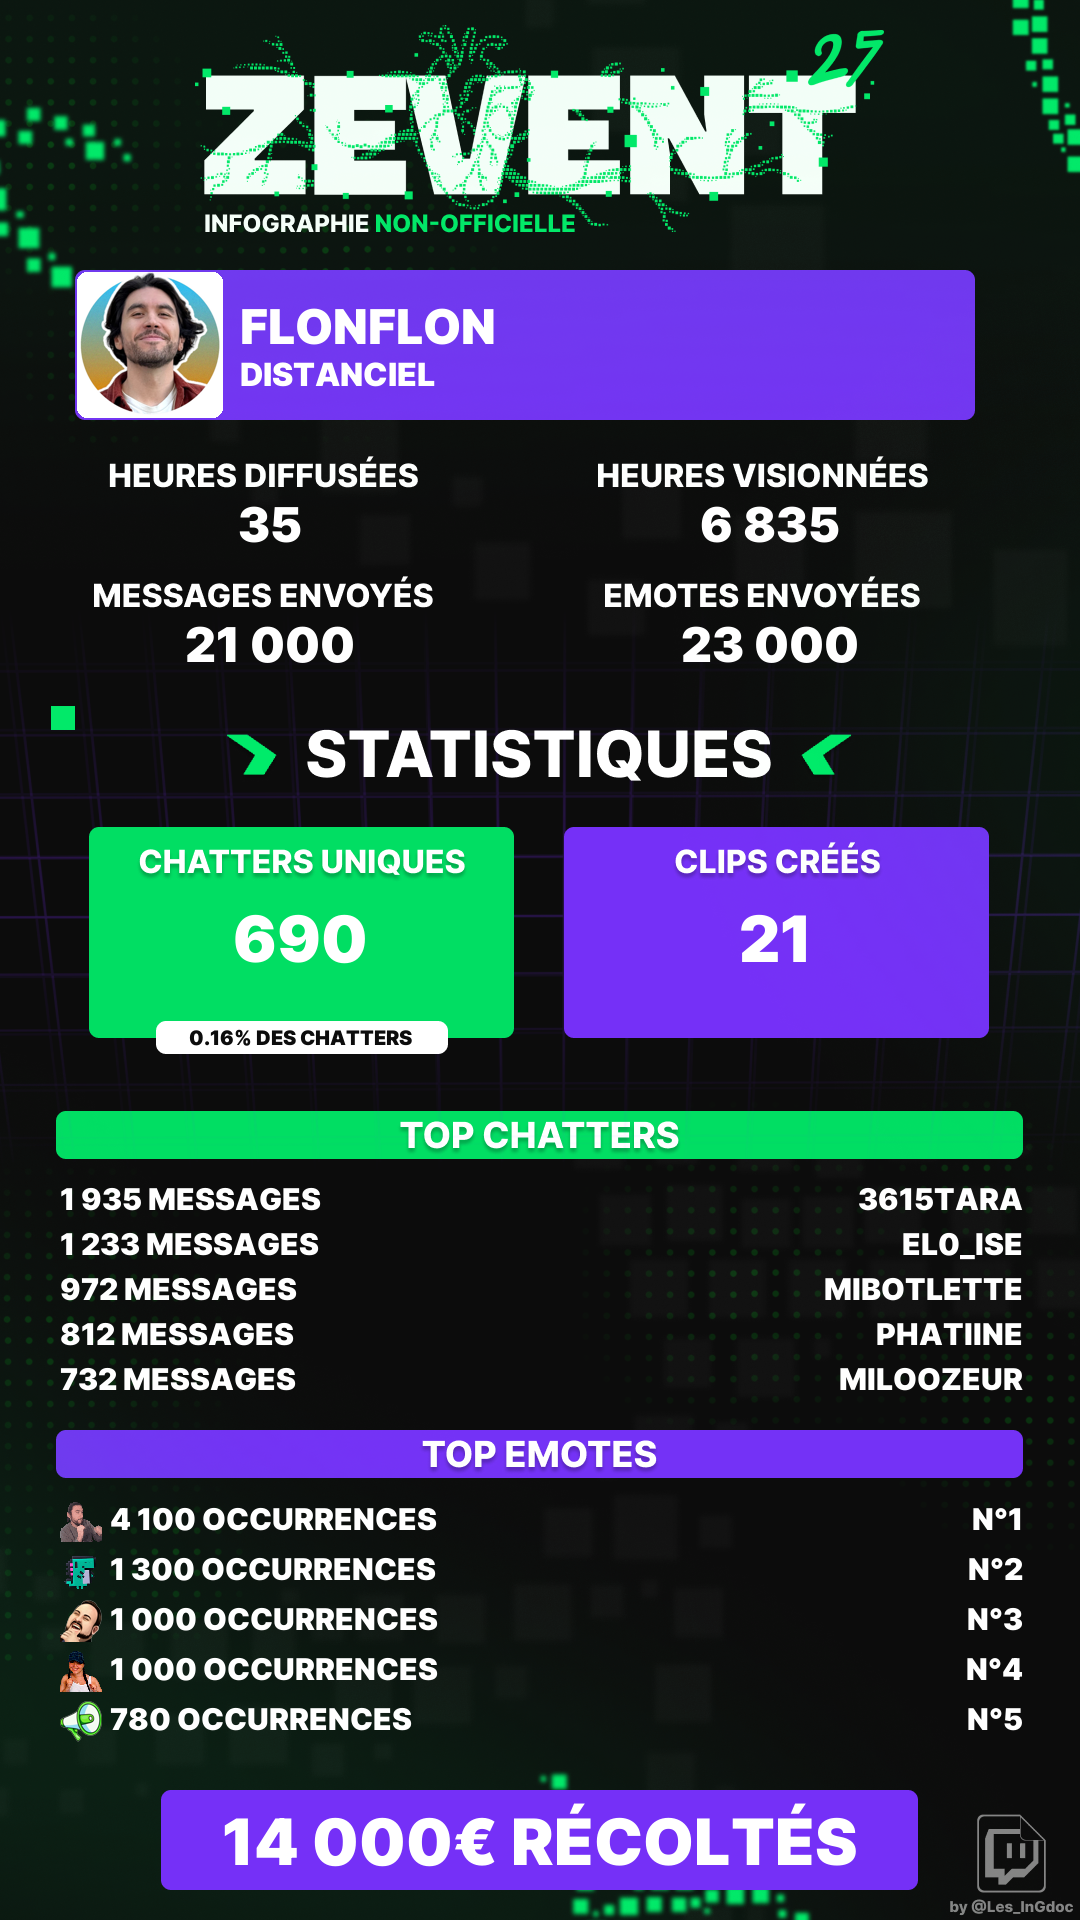 ZEVENT 25
INFOGRAPHIE NON-OFFICIELLE
FLONFLON
DISTANCIEL
HEURES DIFFUSÉES
35
HEURES VISIONNÉES
6 835
MESSAGES ENVOYÉS
21 000
EMOTES ENVOYÉES
23 000
STATISTIQUES
CHATTERS UNIQUES
690
0.16% DES CHATTERS
CLIPS CRÉÉS
21
TOP CHATTERS
1 935 MESSAGES 3615TARA
1 233 MESSAGES EL0_ISE
972 MESSAGES MIBOTLETTE
812 MESSAGES PHATIINE
732 MESSAGES MILOOZEUR
TOP EMOTES
4 100 OCCURRENCES N°1
1 300 OCCURRENCES N°2
1 000 OCCURRENCES N°3
1 000 OCCURRENCES N°4
780 OCCURRENCES N°5
14 000€ RÉCOLTÉS
by @Les_InGdoc